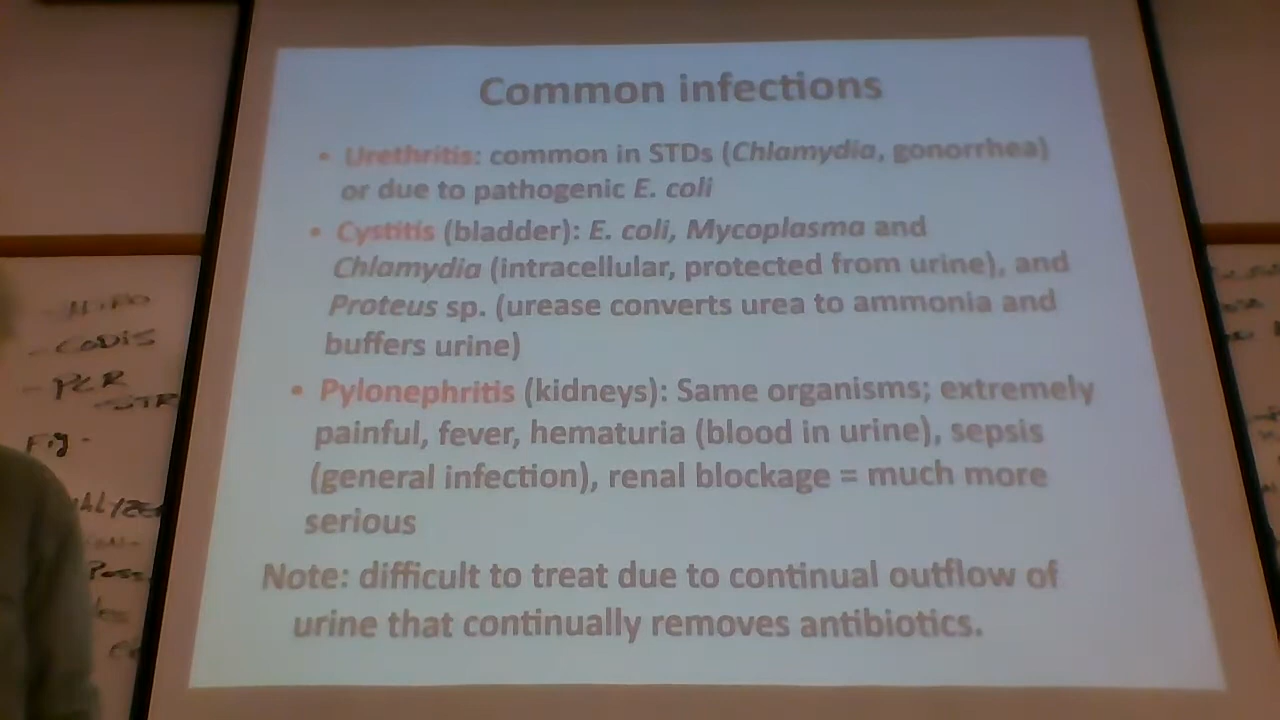 Common infections
• Urethritis: common in STDs (Chlamydia, gonorrhea)
or due to pathogenic E. coli
• Cystitis (bladder): E. coli, Mycoplasma and
Chlamydia (intracellular, protected from urine), and
Proteus sp. (urease converts urea to ammonia and
buffers urine)
• Pylonephritis (kidneys): Same organisms; extremely
painful, fever, hematuria (blood in urine), sepsis
(general infection), renal blockage = much more
serious
Note: difficult to treat due to continual outflow of
urine that continually removes antibiotics.
- CODIS
- PCR
- STR
Fig -